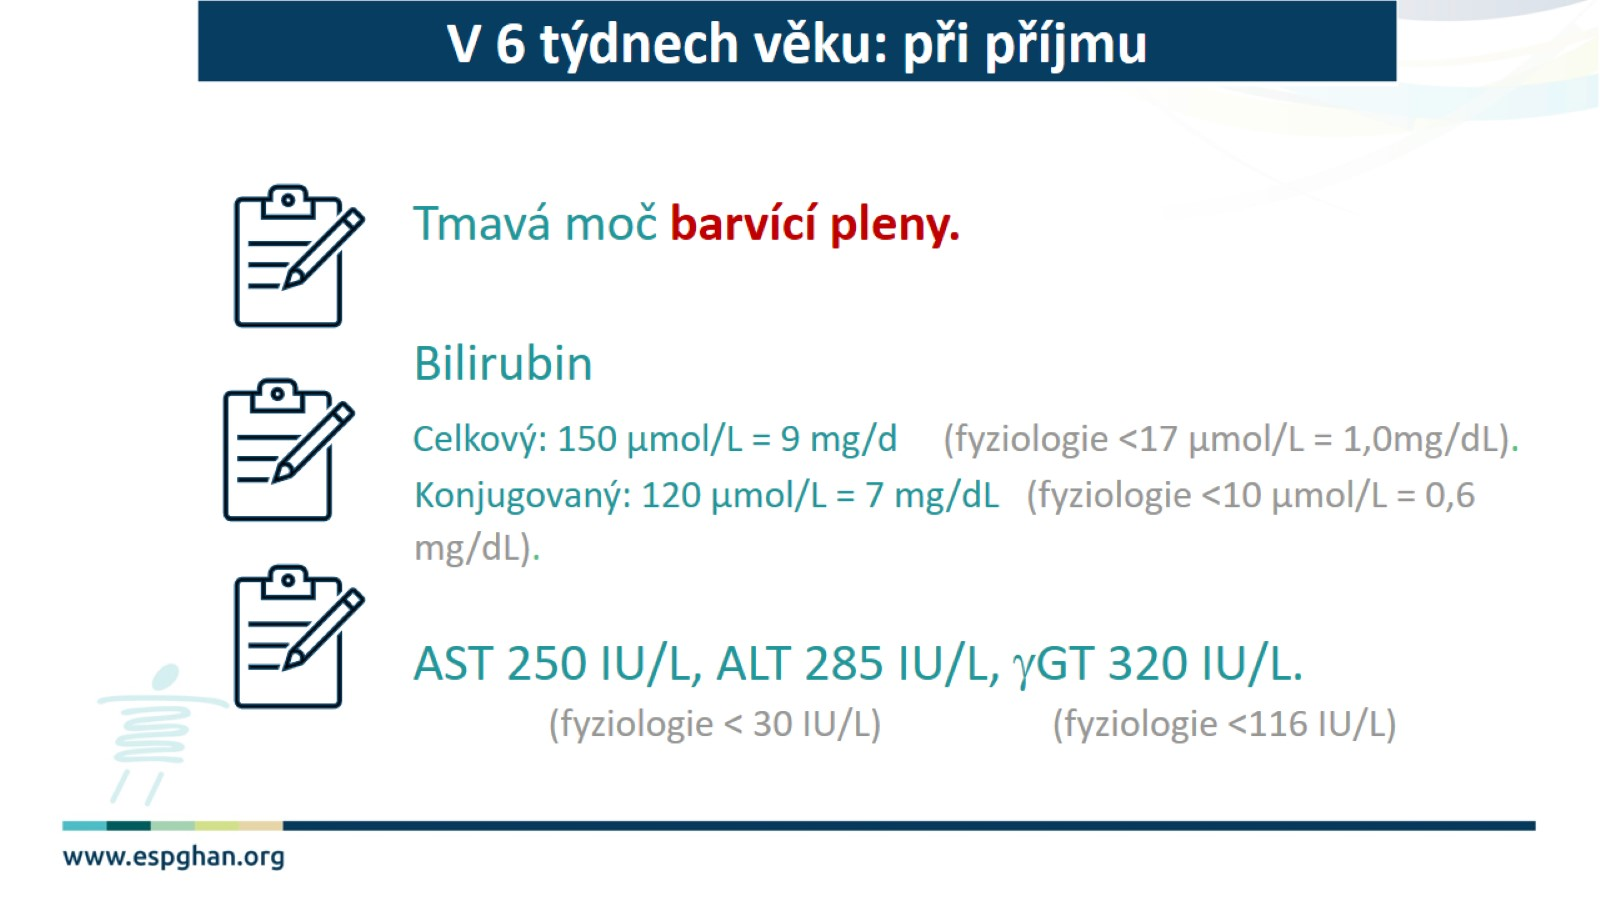 V 6 týdnech věku: při příjmu
Tmavá moč barvící pleny.
Bilirubin
Celkový: 150 µmol/L = 9 mg/d (fyziologie <17 µmol/L = 1,0mg/dL).
Konjugovaný: 120 µmol/L = 7 mg/dL (fyziologie <10 µmol/L = 0,6
mg/dL).
AST 250 IU/L, ALT 285 IU/L, γGT 320 IU/L.
(fyziologie < 30 IU/L) (fyziologie <116 IU/L)
www.espghan.org